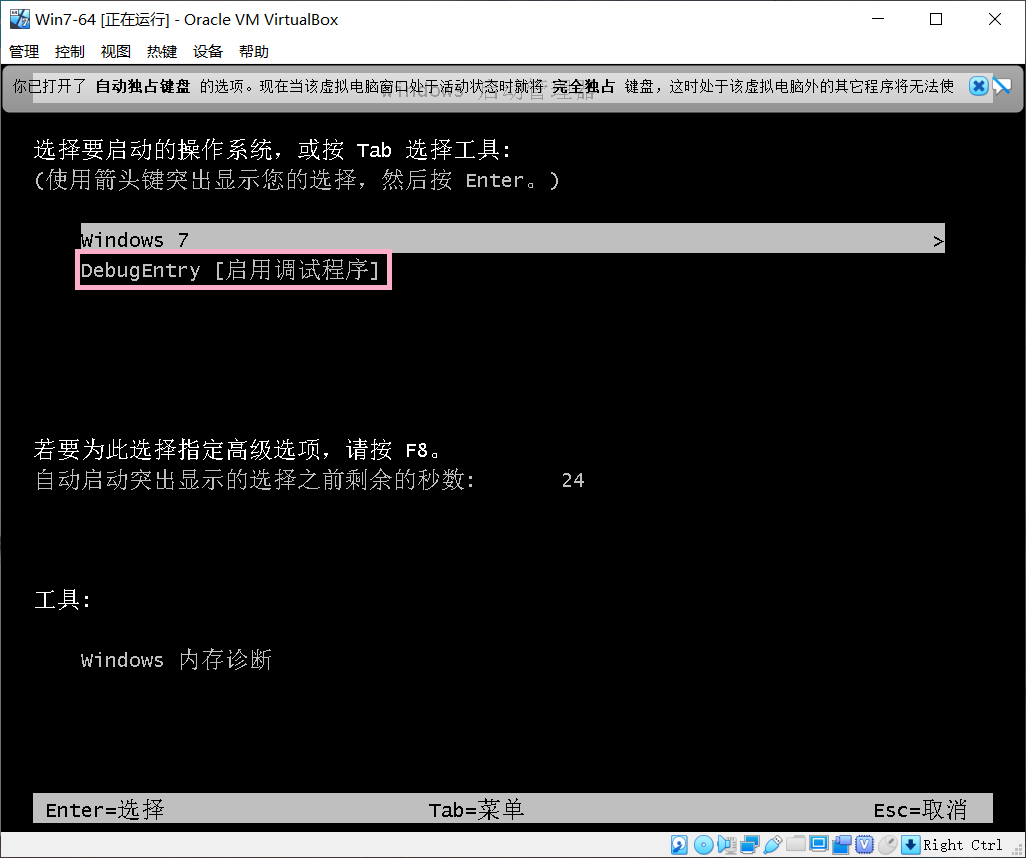 Win7-64 [正在运行] - Oracle VM VirtualBox
管理 控制 视图 热键 设备 帮助
你已打开了 自动独占键盘 的选项。现在当该虚拟电脑窗口处于活动状态时就将 完全独占 键盘，这时处于该虚拟电脑外的其它程序将无法使
Windows 启动管理器
选择要启动的操作系统，或按 Tab 选择工具:
(使用箭头键突出显示您的选择，然后按 Enter。)
Windows 7 >
DebugEntry [启用调试程序]
若要为此选择指定高级选项，请按 F8。
自动启动突出显示的选择之前剩余的秒数: 24
工具:
Windows 内存诊断
Enter=选择 Tab=菜单 Esc=取消
Right Ctrl